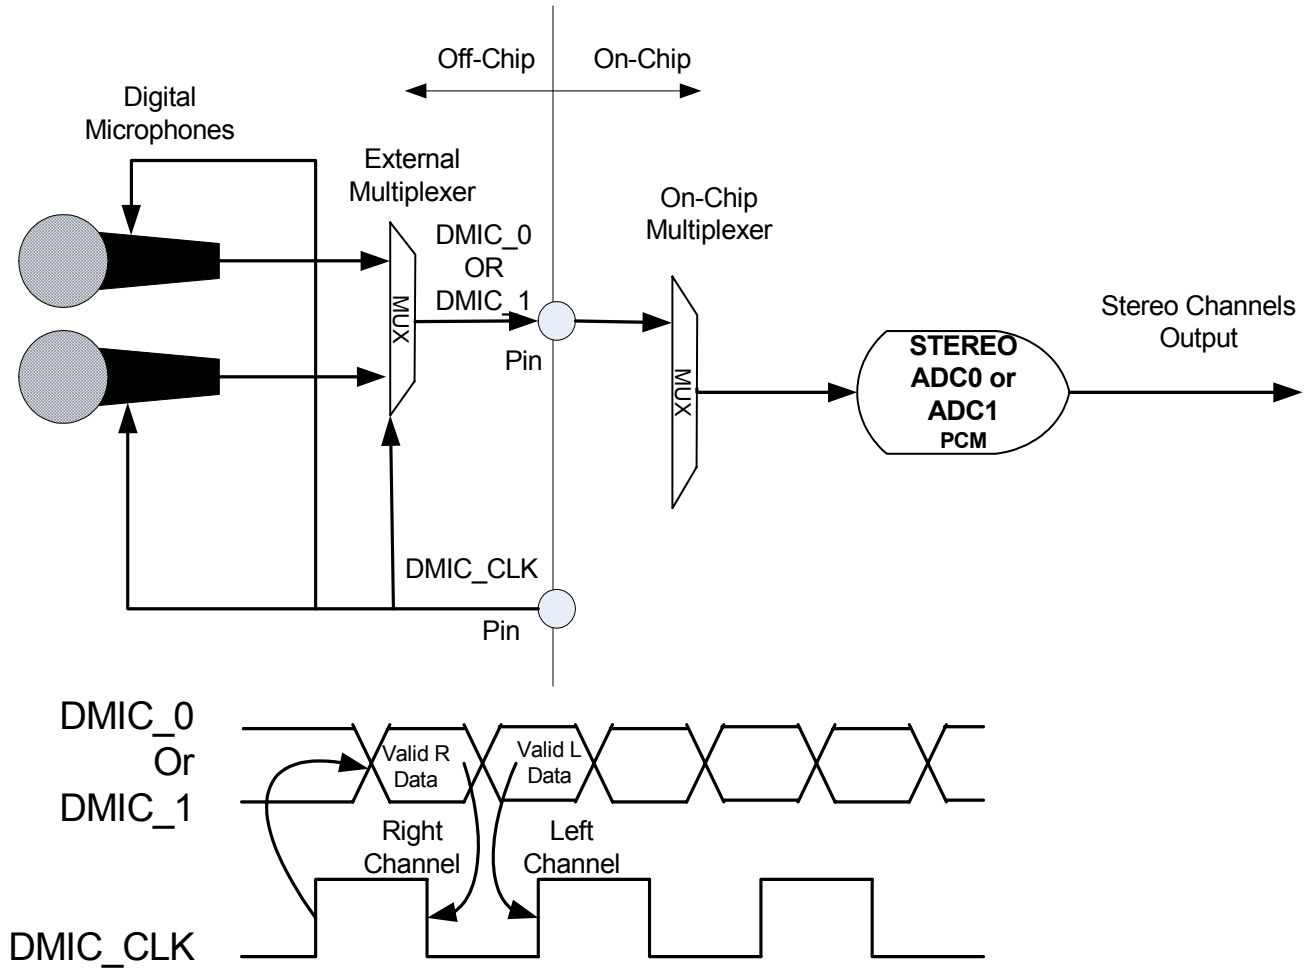 Off-Chip
On-Chip
Digital
Microphones
External
Multiplexer
On-Chip
Multiplexer
DMIC_0
OR
DMIC_1
MUX
Pin
MUX
STEREO
ADC0 or
ADC1
PCM
Stereo Channels
Output
DMIC_CLK
Pin
DMIC_0
Or
DMIC_1
Valid R
Data
Valid L
Data
Right
Channel
Left
Channel
DMIC_CLK